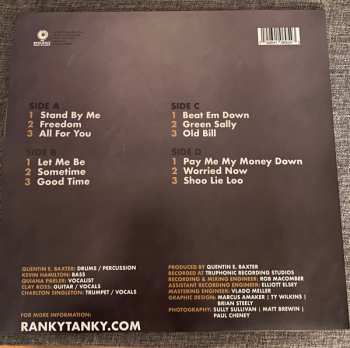 SIDE A
1 Stand By Me
2 Freedom
3 All For You
SIDE B
1 Let Me Be
2 Sometime
3 Good Time
SIDE C
1 Beat Em Down
2 Green Sally
3 Old Bill
SIDE D
1 Pay Me My Money Down
2 Worried Now
3 Shoo Lie Loo
QUENTIN E. BAXTER: DRUMS / PERCUSSION
KEVIN HAMILTON: BASS
QUIANA PARLER: VOCALIST
CLAY ROSS: GUITAR / VOCALS
CHARLTON SINGLETON: TRUMPET / VOCALS
FOR MORE INFORMATION:
RANKYTANKY.COM
PRODUCED BY QUENTIN E. BAXTER
RECORDED AT TRUPHONIC RECORDING STUDIOS
RECORDING & MIXING ENGINEER: ROB MACOMBER
ASSISTANT RECORDING ENGINEER: ELLIOTT ELSEY
MASTERING ENGINEER: VLADO MELLER
GRAPHIC DESIGN: MARCUS AMAKER | TY WILKINS |
BRIAN STEELY
PHOTOGRAPHY: SULLY SULLIVAN | MATT BREWIN |
PAUL CHENEY